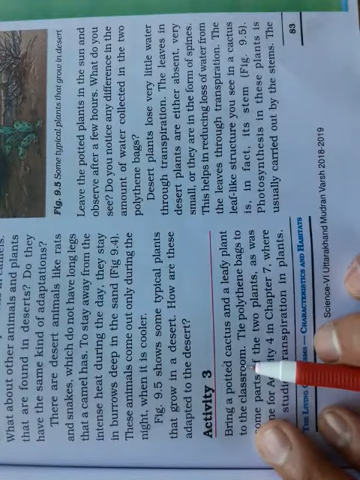 What about other animals and plants
that are found in deserts? Do they
have the same kind of adaptations?
There are desert animals like rats
and snakes, which do not have long legs
that a camel has. To stay away from the
intense heat during the day, they stay
in burrows deep in the sand (Fig 9.4).
These animals come out only during the
night, when it is cooler.
Fig. 9.5 shows some typical plants
that grow in a desert. How are these
adapted to the desert?
Activity 3
Bring a potted cactus and a leafy plant
to the classroom. Tie polythene bags to
some parts of the two plants, as was
for Activity 4 in Chapter 7, where
studied transpiration in plants.
THE LIVING — CHARACTERISTICS AND HABITATS
Fig. 9.5 Some typical plants that grow in desert
Leave the potted plants in the sun and
observe after a few hours. What do you
see? Do you notice any difference in the
amount of water collected in the two
polythene bags?
Desert plants lose very little water
through transpiration. The leaves in
desert plants are either absent, very
small, or they are in the form of spines.
This helps in reducing loss of water from
the leaves through transpiration. The
leaf-like structure you see in a cactus
is, in fact, its stem (Fig. 9.5).
Photosynthesis in these plants is
usually carried out by the stems. The
83
Science-VI Uttarakhand Mudran Varsh 2018-2019